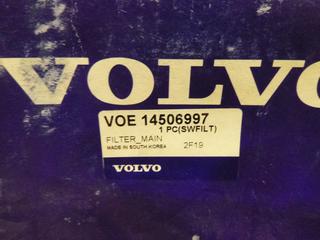 VOLVO
VOE 14506997
1 PC(SWFILT)
FILTER_MAIN
MADE IN SOUTH KOREA 2F19
VOLVO